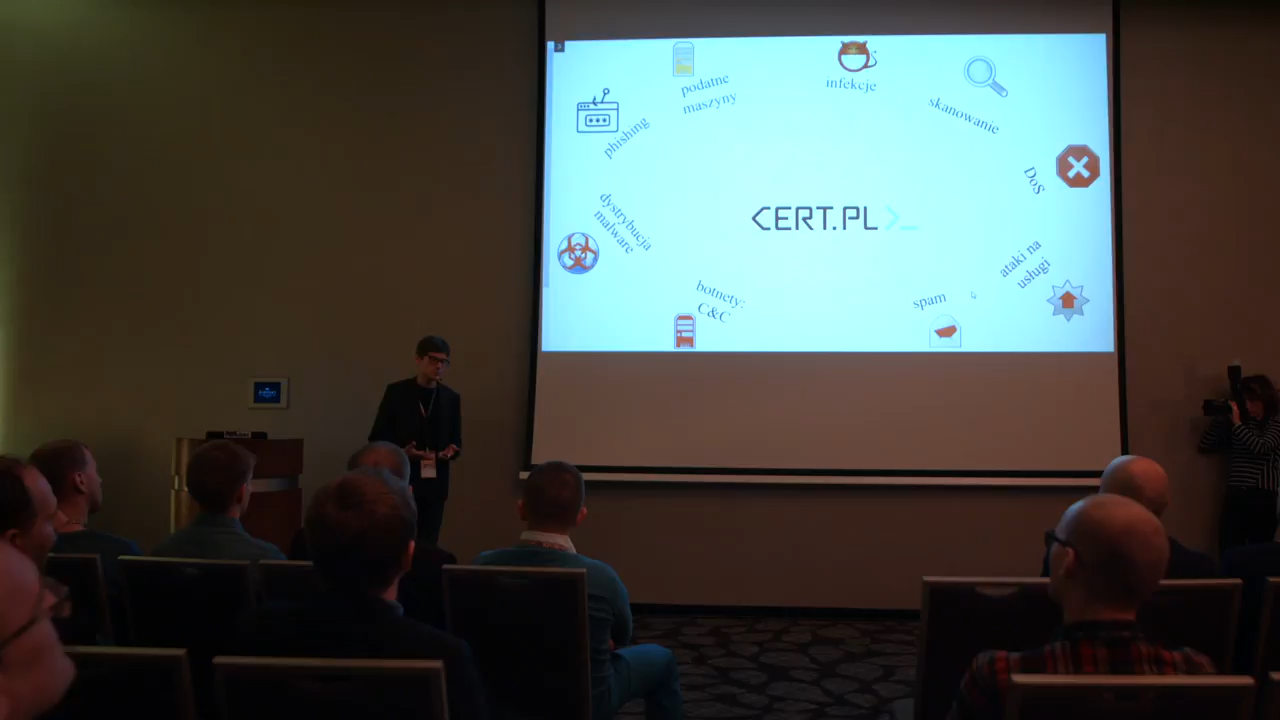 podatne
maszyny
infekcje
skanowanie
phishing
DoS
dystrybucja
malware
CERT.PL>_
ataki na
usługi
botnety:
C&C
spam